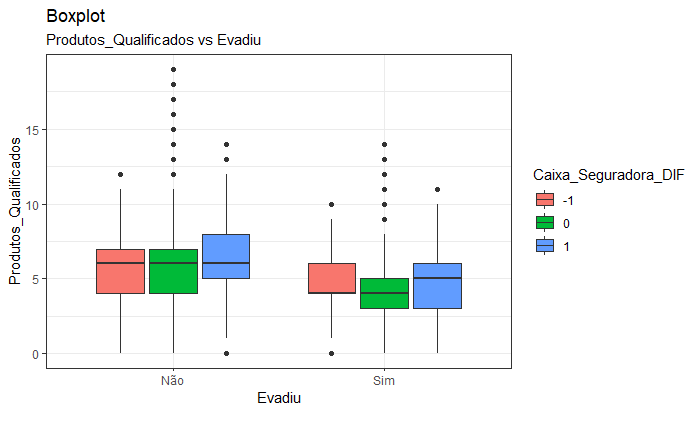 Boxplot
Produtos_Qualificados vs Evadiu
Produtos_Qualificados
15
10
5
0
Não
Sim
Evadiu
Caixa_Seguradora_DIF
-1
0
1